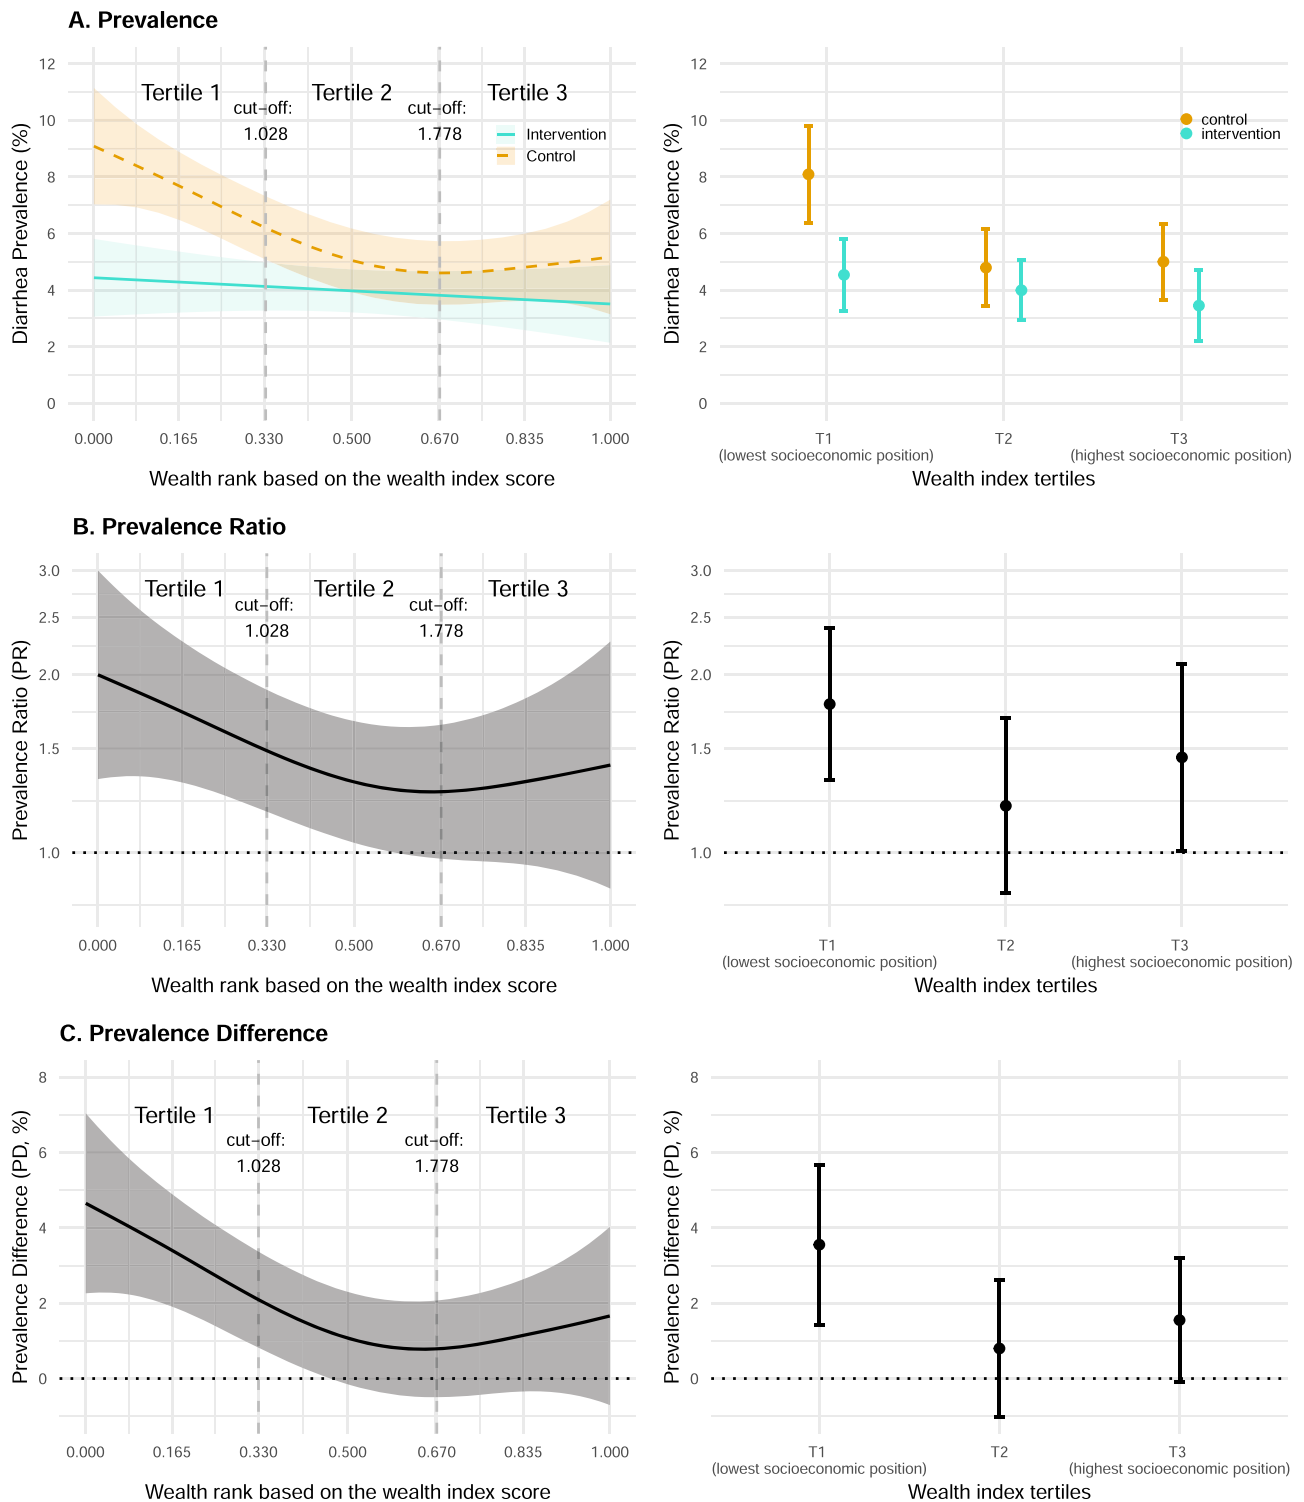 A. Prevalence
Diarrhea Prevalence (%)
12
10
8
6
4
2
0
Tertile 1
Tertile 2
Tertile 3
cut−off:
1.028
cut−off:
1.778
Intervention
Control
0.000
0.165
0.330
0.500
0.670
0.835
1.000
Wealth rank based on the wealth index score
Diarrhea Prevalence (%)
12
10
8
6
4
2
0
control
intervention
T1
(lowest socioeconomic position)
T2
T3
(highest socioeconomic position)
Wealth index tertiles
B. Prevalence Ratio
Prevalence Ratio (PR)
3.0
2.5
2.0
1.5
1.0
Tertile 1
Tertile 2
Tertile 3
cut−off:
1.028
cut−off:
1.778
0.000
0.165
0.330
0.500
0.670
0.835
1.000
Wealth rank based on the wealth index score
Prevalence Ratio (PR)
3.0
2.5
2.0
1.5
1.0
T1
(lowest socioeconomic position)
T2
T3
(highest socioeconomic position)
Wealth index tertiles
C. Prevalence Difference
Prevalence Difference (PD, %)
8
6
4
2
0
Tertile 1
Tertile 2
Tertile 3
cut−off:
1.028
cut−off:
1.778
0.000
0.165
0.330
0.500
0.670
0.835
1.000
Wealth rank based on the wealth index score
Prevalence Difference (PD, %)
8
6
4
2
0
T1
(lowest socioeconomic position)
T2
T3
(highest socioeconomic position)
Wealth index tertiles